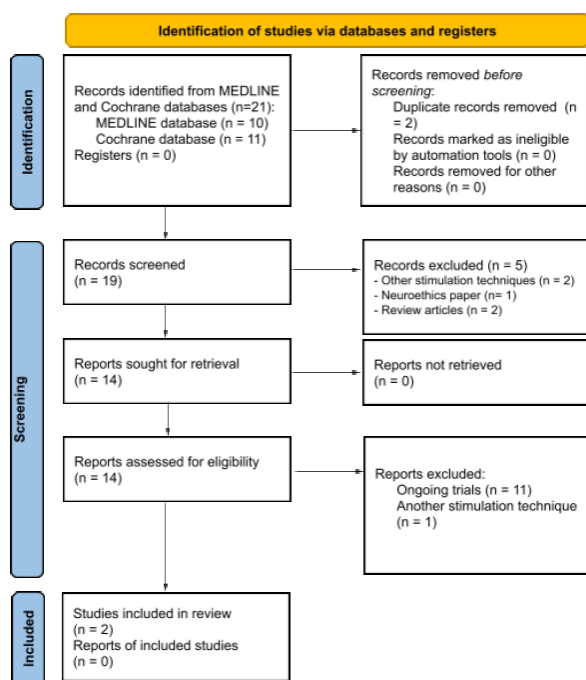 Identification of studies via databases and registers
Identification
Records identified from MEDLINE
and Cochrane databases (n=21):
MEDLINE database (n = 10)
Cochrane database (n = 11)
Registers (n = 0)
Records removed before
screening:
Duplicate records removed (n
= 2)
Records marked as ineligible
by automation tools (n = 0)
Records removed for other
reasons (n = 0)
Screening
Records screened
(n = 19)
Records excluded (n = 5)
- Other stimulation techniques (n = 2)
- Neuroethics paper (n= 1)
- Review articles (n = 2)
Reports sought for retrieval
(n = 14)
Reports not retrieved
(n = 0)
Reports assessed for eligibility
(n = 14)
Reports excluded:
Ongoing trials (n = 11)
Another stimulation technique
(n = 1)
Included
Studies included in review
(n = 2)
Reports of included studies
(n = 0)